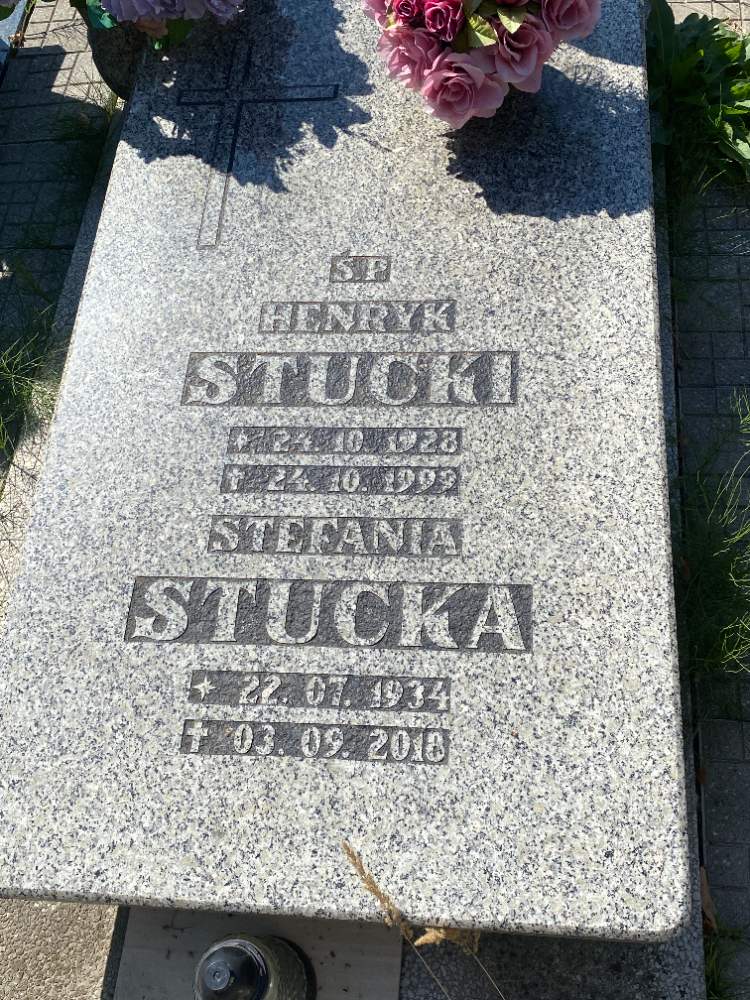 ŚP
HENRYK
STUCKI
24.10.1928
24.10.1999
STEFANIA
STUCKA
22.07.1934
03.09.2018